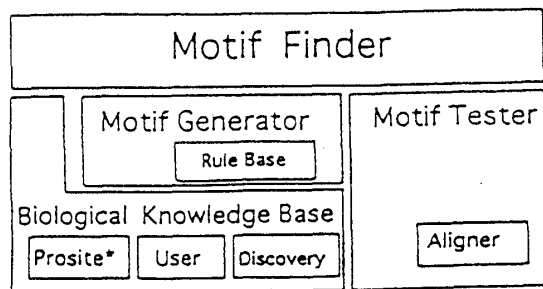 Motif Finder
Motif Generator
Rule Base
Motif Tester
Biological Knowledge Base
Prosite*
User
Discovery
Aligner